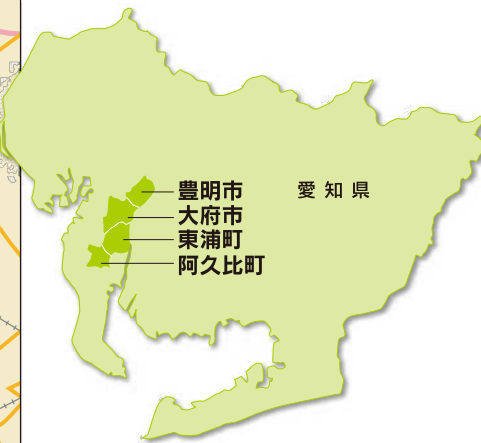 豊明市
愛知県
大府市
東浦町
阿久比町